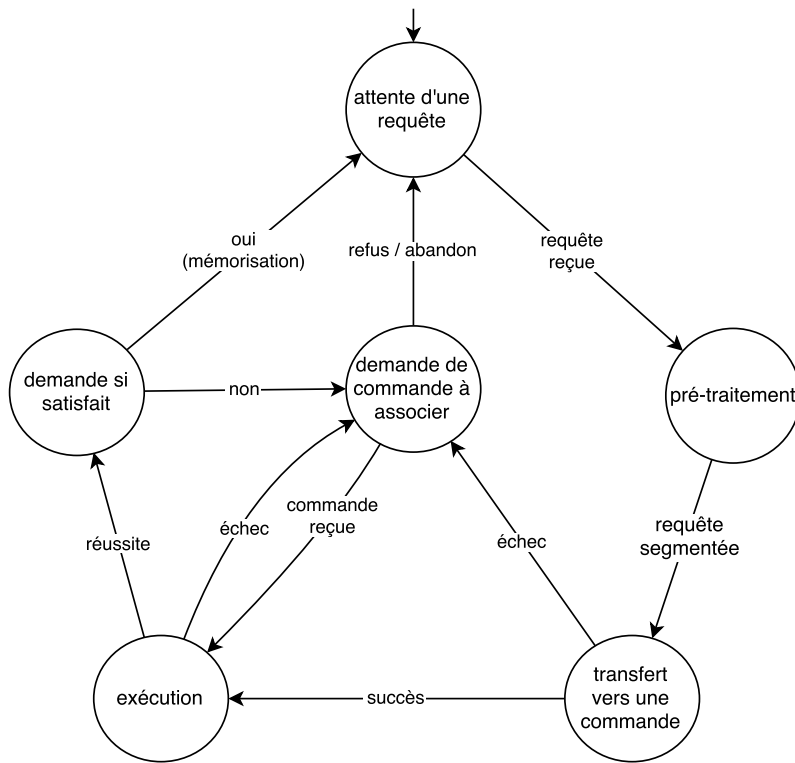 attente d'une
requête
oui
(mémorisation)
refus / abandon
requête
reçue
demande si
satisfait
non
demande de
commande à
associer
pré-traitement
commande
reçue
échec
échec
réussite
requête
segmentée
exécution
succès
transfert
vers une
commande